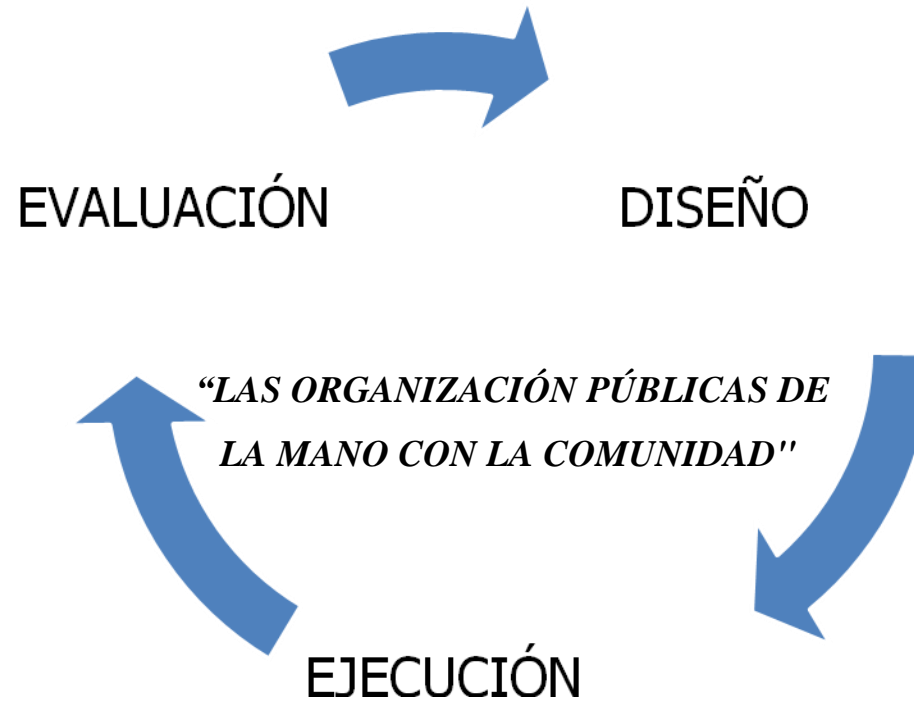 EVALUACIÓN
DISEÑO
“LAS ORGANIZACIÓN PÚBLICAS DE
LA MANO CON LA COMUNIDAD"
EJECUCIÓN